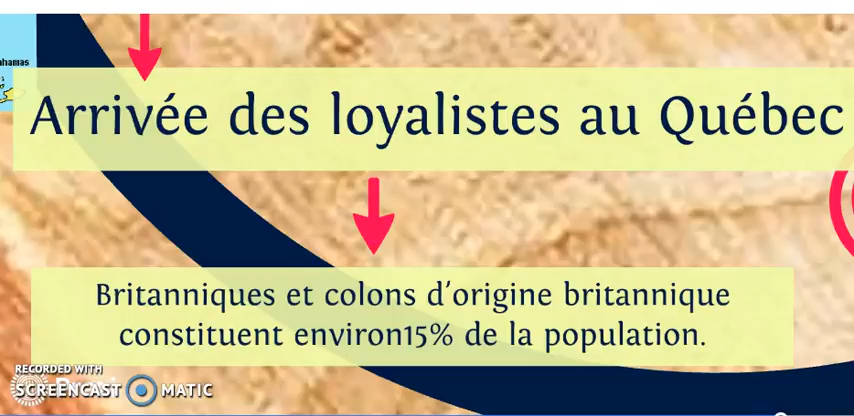 ahamas
Arrivée des loyalistes au Québec
Britanniques et colons d'origine britannique
constituent environ15% de la population.
RECORDED WITH
SCREENCAST MATIC